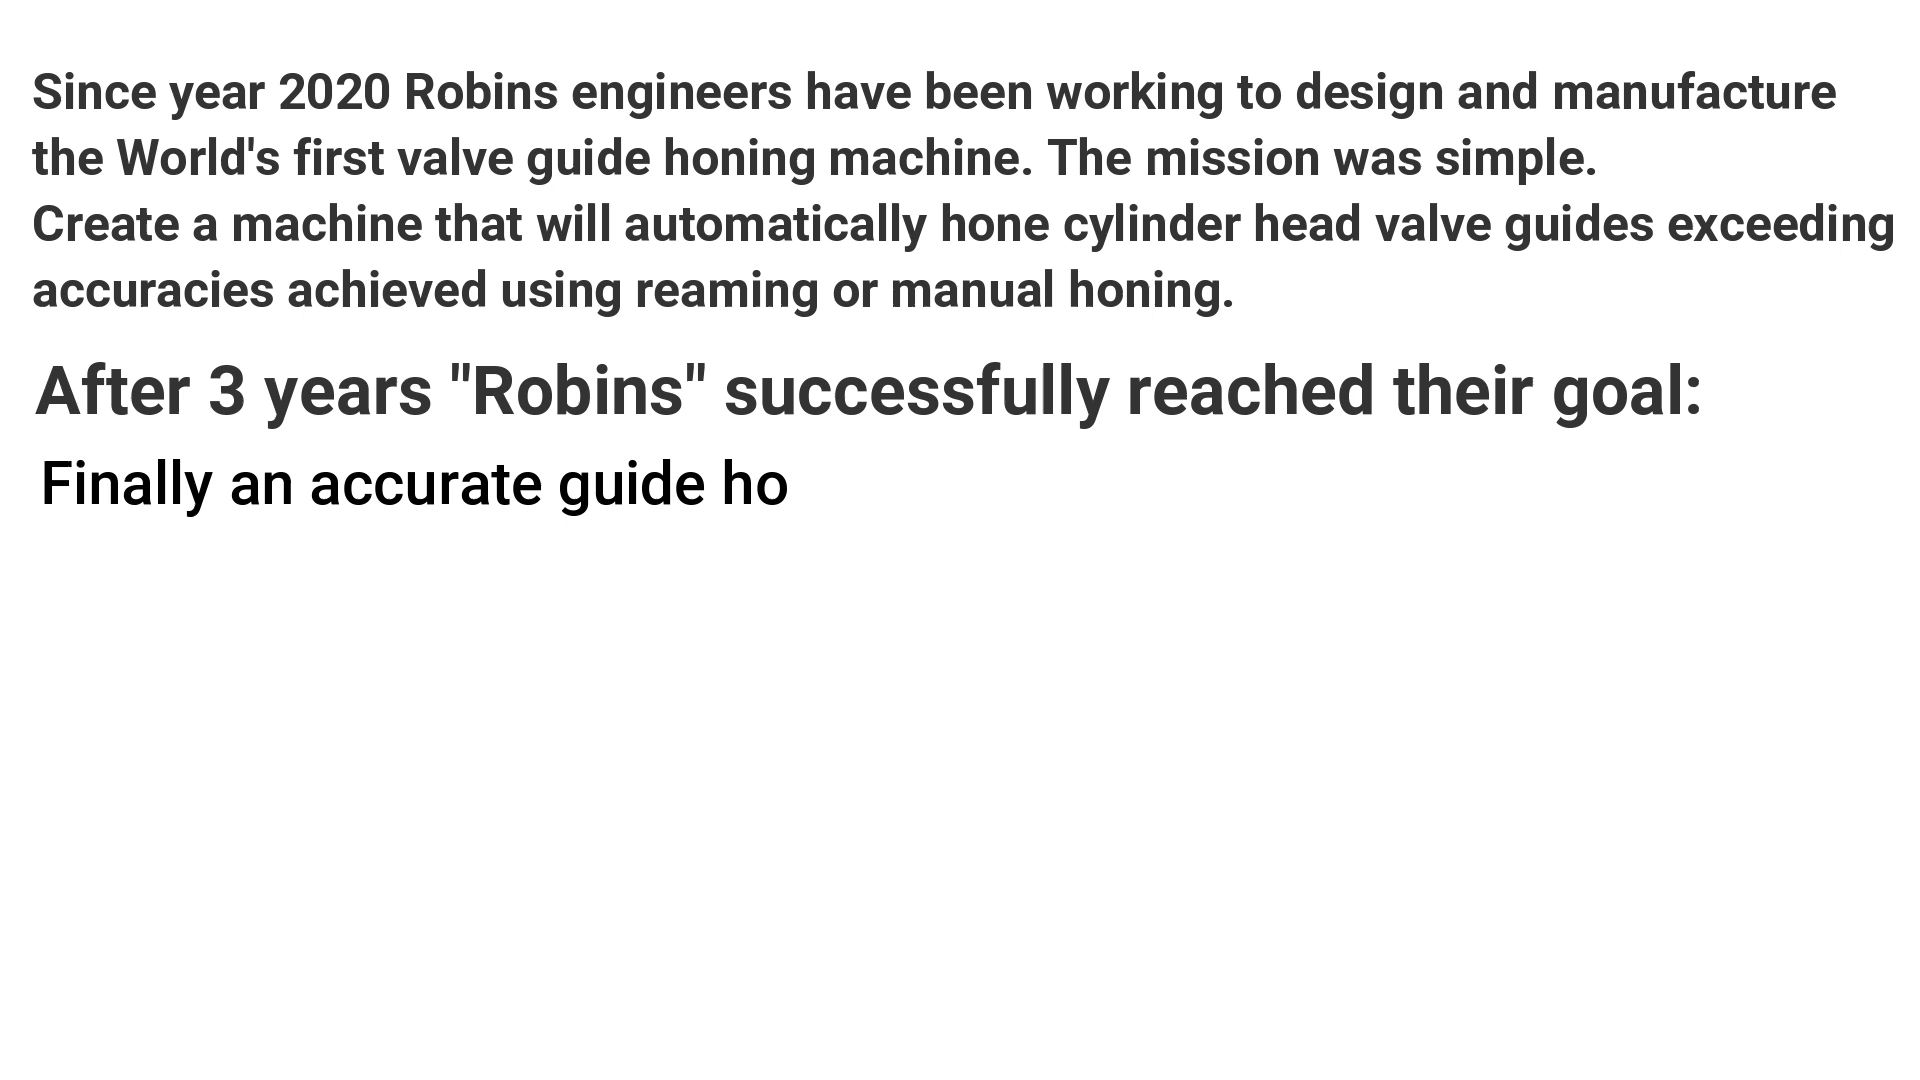 Since year 2020 Robins engineers have been working to design and manufacture
the World's first valve guide honing machine. The mission was simple.
Create a machine that will automatically hone cylinder head valve guides exceeding
accuracies achieved using reaming or manual honing.
After 3 years "Robins" successfully reached their goal:
Finally an accurate guide ho